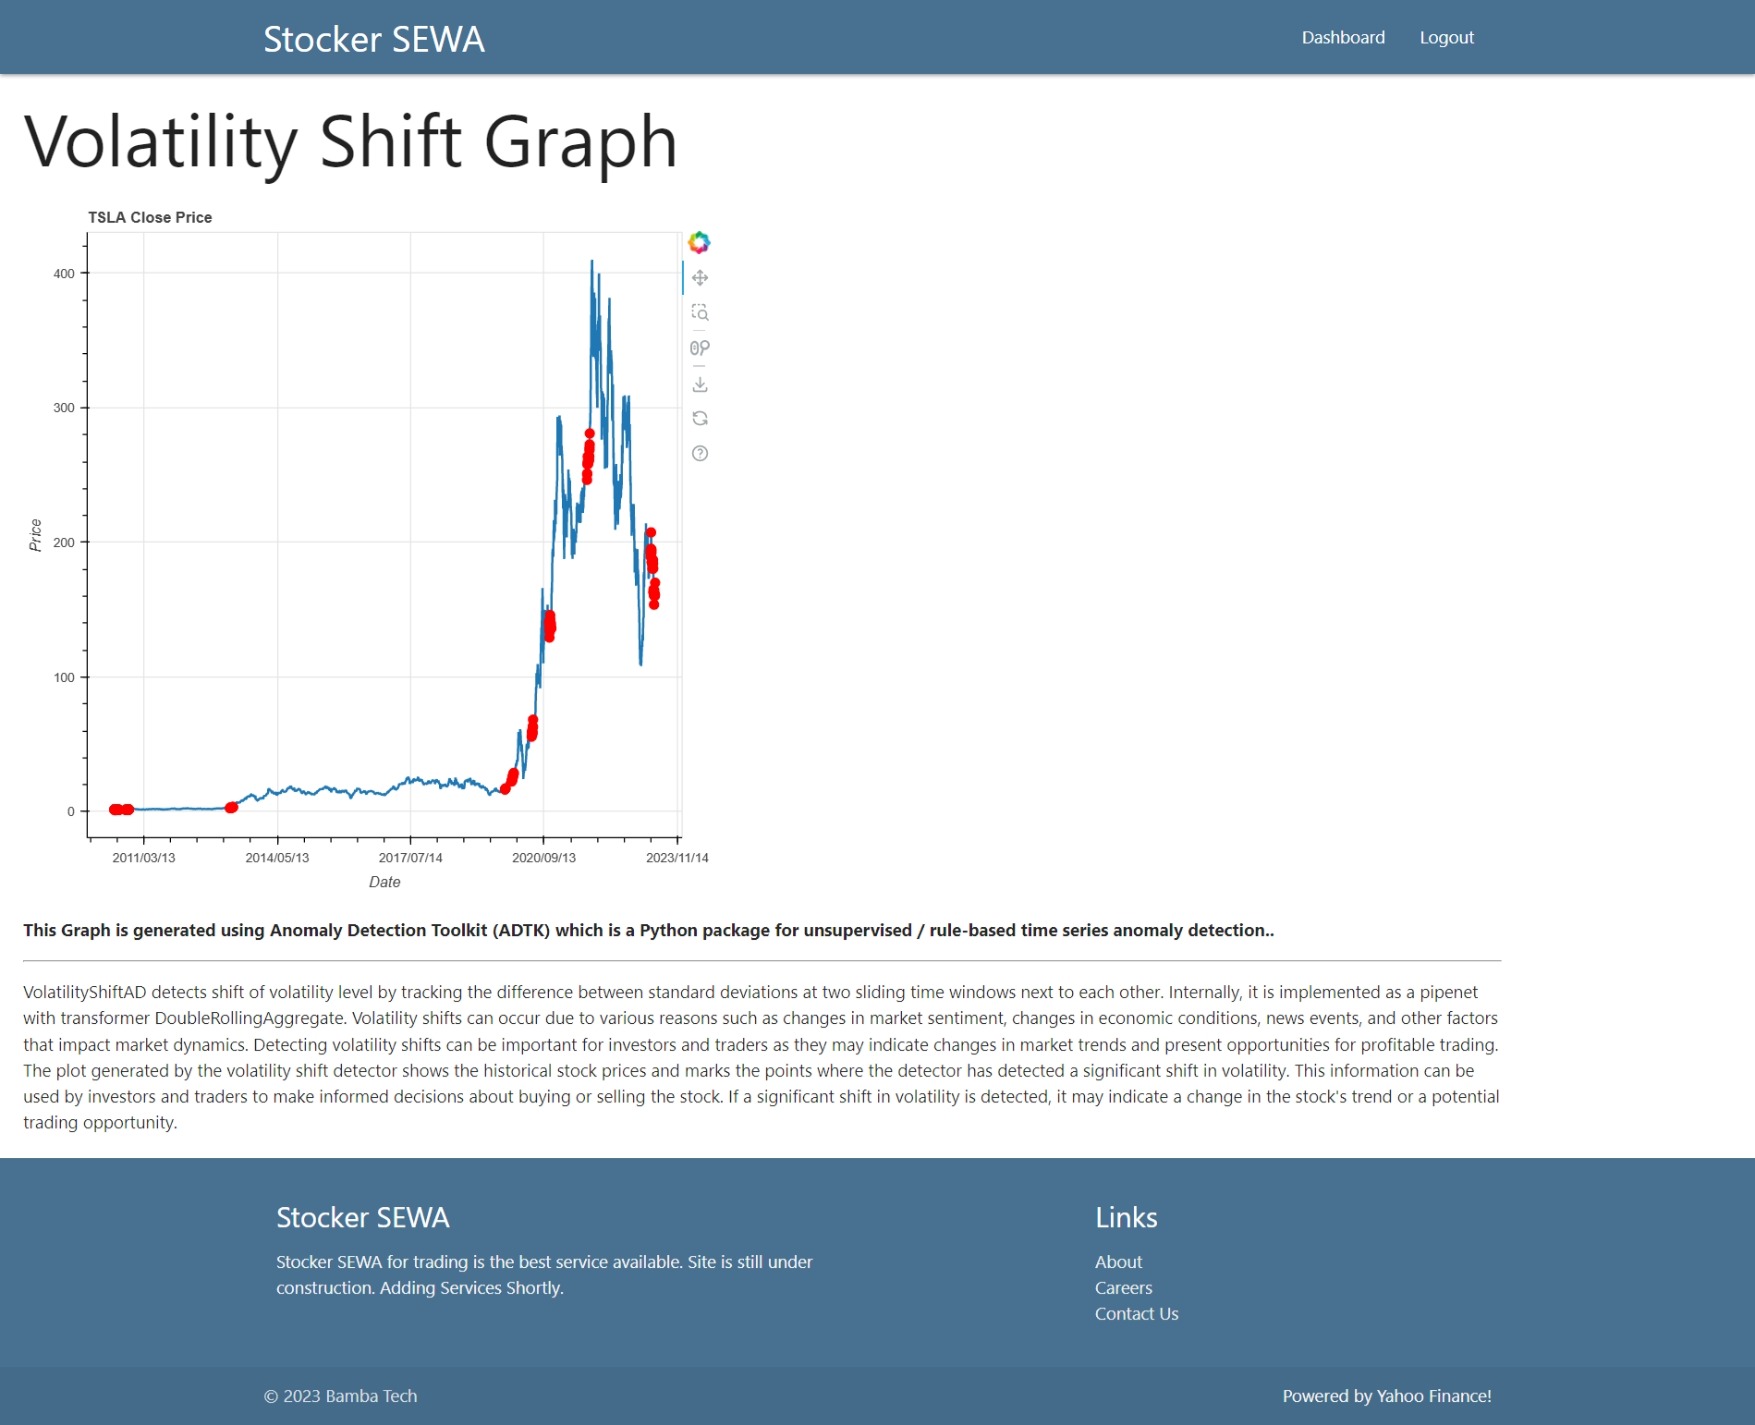 Stocker SEWA
Dashboard
Logout
Volatility Shift Graph
TSLA Close Price
400
300
200
100
0
Price
2011/03/13
2014/05/13
2017/07/14
2020/09/13
2023/11/14
Date
This Graph is generated using Anomaly Detection Toolkit (ADTK) which is a Python package for unsupervised / rule-based time series anomaly detection..
VolatilityShiftAD detects shift of volatility level by tracking the difference between standard deviations at two sliding time windows next to each other. Internally, it is implemented as a pipenet
with transformer DoubleRollingAggregate. Volatility shifts can occur due to various reasons such as changes in market sentiment, changes in economic conditions, news events, and other factors
that impact market dynamics. Detecting volatility shifts can be important for investors and traders as they may indicate changes in market trends and present opportunities for profitable trading.
The plot generated by the volatility shift detector shows the historical stock prices and marks the points where the detector has detected a significant shift in volatility. This information can be
used by investors and traders to make informed decisions about buying or selling the stock. If a significant shift in volatility is detected, it may indicate a change in the stock's trend or a potential
trading opportunity.
Stocker SEWA
Stocker SEWA for trading is the best service available. Site is still under
construction. Adding Services Shortly.
Links
About
Careers
Contact Us
© 2023 Bamba Tech
Powered by Yahoo Finance!